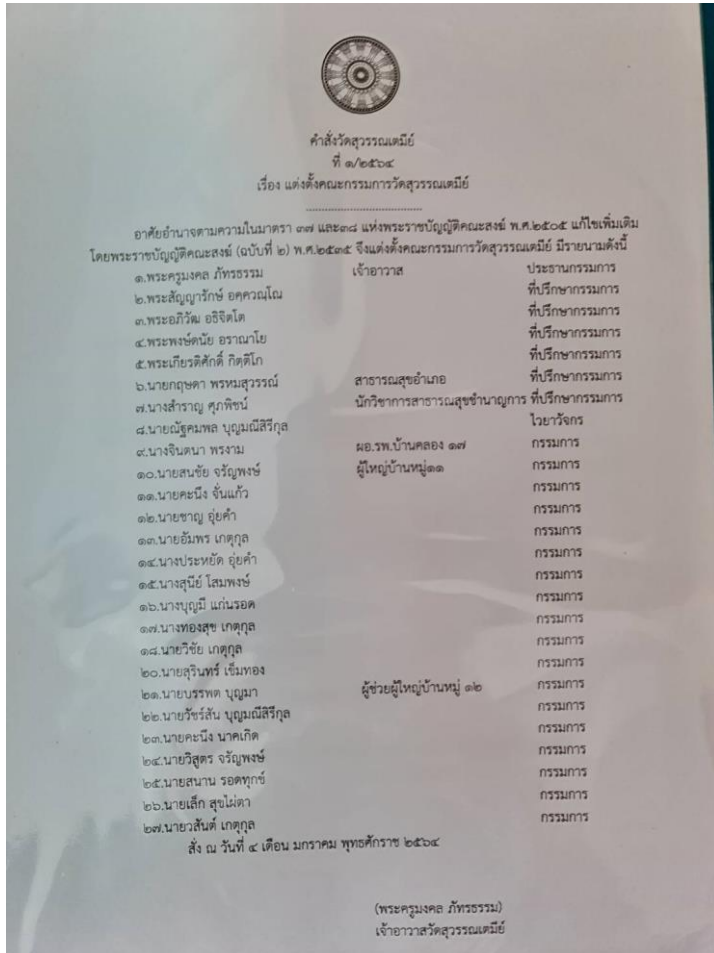 คำสั่งวัดสุวรรณเตมีย์
ที่ ๑/๒๕๖๔
เรื่อง แต่งตั้งคณะกรรมการวัดสุวรรณเตมีย์
อาศัยอำนาจตามความในมาตรา ๓๗ และ๓๘ แห่งพระราชบัญญัติคณะสงฆ์ พ.ศ.๒๕๐๕ แก้ไขเพิ่มเติม
โดยพระราชบัญญัติคณะสงฆ์ (ฉบับที่ ๒) พ.ศ.๒๕๓๕ จึงแต่งตั้งคณะกรรมการวัดสุวรรณเตมีย์ มีรายนามดังนี้
๑.พระครูมงคล ภัทรธรรม เจ้าอาวาส ประธานกรรมการ
๒.พระสัญญารักษ์ อคฺควณฺโณ ที่ปรึกษากรรมการ
๓.พระอภิวัฒ อธิจิตโต ที่ปรึกษากรรมการ
๔.พระพงษ์ดนัย อราณาโย ที่ปรึกษากรรมการ
๕.พระเกียรติศักดิ์ กิตฺติโก ที่ปรึกษากรรมการ
๖.นายกฤษดา พรหมสุวรรณ์ สาธารณสุขอำเภอ ที่ปรึกษากรรมการ
๗.นางสำราญ ศุภพิชน์ นักวิชาการสาธารณสุขชำนาญการ ที่ปรึกษากรรมการ
๘.นายณัฐคมพล บุญมณีสิรีกุล ไวยาวัจกร
๙.นางจินตนา พรงาม ผอ.รพ.บ้านคลอง ๑๗ กรรมการ
๑๐.นายสนชัย จรัญพงษ์ ผู้ใหญ่บ้านหมู่๑๑ กรรมการ
๑๑.นายคะนึง จั่นแก้ว กรรมการ
๑๒.นายชาญ อุ่ยคำ กรรมการ
๑๓.นายอัมพร เกตุกุล กรรมการ
๑๔.นางประหยัด อุ่ยคำ กรรมการ
๑๕.นางสุนีย์ โสมพงษ์ กรรมการ
๑๖.นางบุญมี แก่นรอด กรรมการ
๑๗.นางทองสุข เกตุกุล กรรมการ
๑๘.นายวิชัย เกตุกุล กรรมการ
๒๐.นายสุรินทร์ เข็มทอง กรรมการ
๒๑.นายบรรพต บุญมา ผู้ช่วยผู้ใหญ่บ้านหมู่ ๑๒ กรรมการ
๒๒.นายวัชร์สัน บุญมณีสิรีกุล กรรมการ
๒๓.นายคะนึง นาคเกิด กรรมการ
๒๔.นายวิสูตร จรัญพงษ์ กรรมการ
๒๕.นายสนาน รอดทุกข์ กรรมการ
๒๖.นายเล็ก สุขไผ่ตา กรรมการ
๒๗.นายวสันต์ เกตุกุล กรรมการ
สั่ง ณ วันที่ ๔ เดือน มกราคม พุทธศักราช ๒๕๖๔
(พระครูมงคล ภัทรธรรม)
เจ้าอาวาสวัดสุวรรณเตมีย์